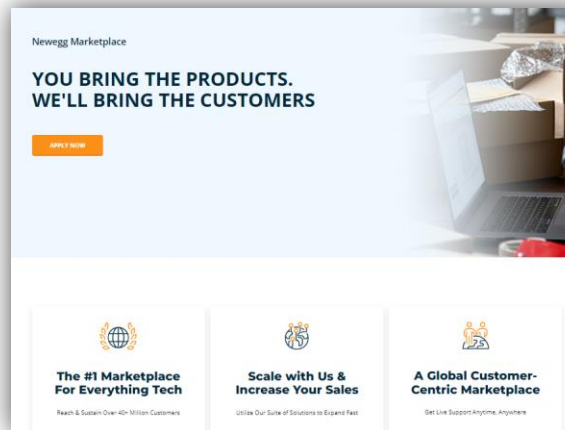 Newegg Marketplace
YOU BRING THE PRODUCTS.
WE'LL BRING THE CUSTOMERS
APPLY NOW
The #1 Marketplace
For Everything Tech
Reach & Sustain Over 40+ Million Customers
Scale with Us &
Increase Your Sales
Utilize Our Suite of Solutions to Expand Fast
A Global Customer-
Centric Marketplace
Get Live Support Anytime, Anywhere